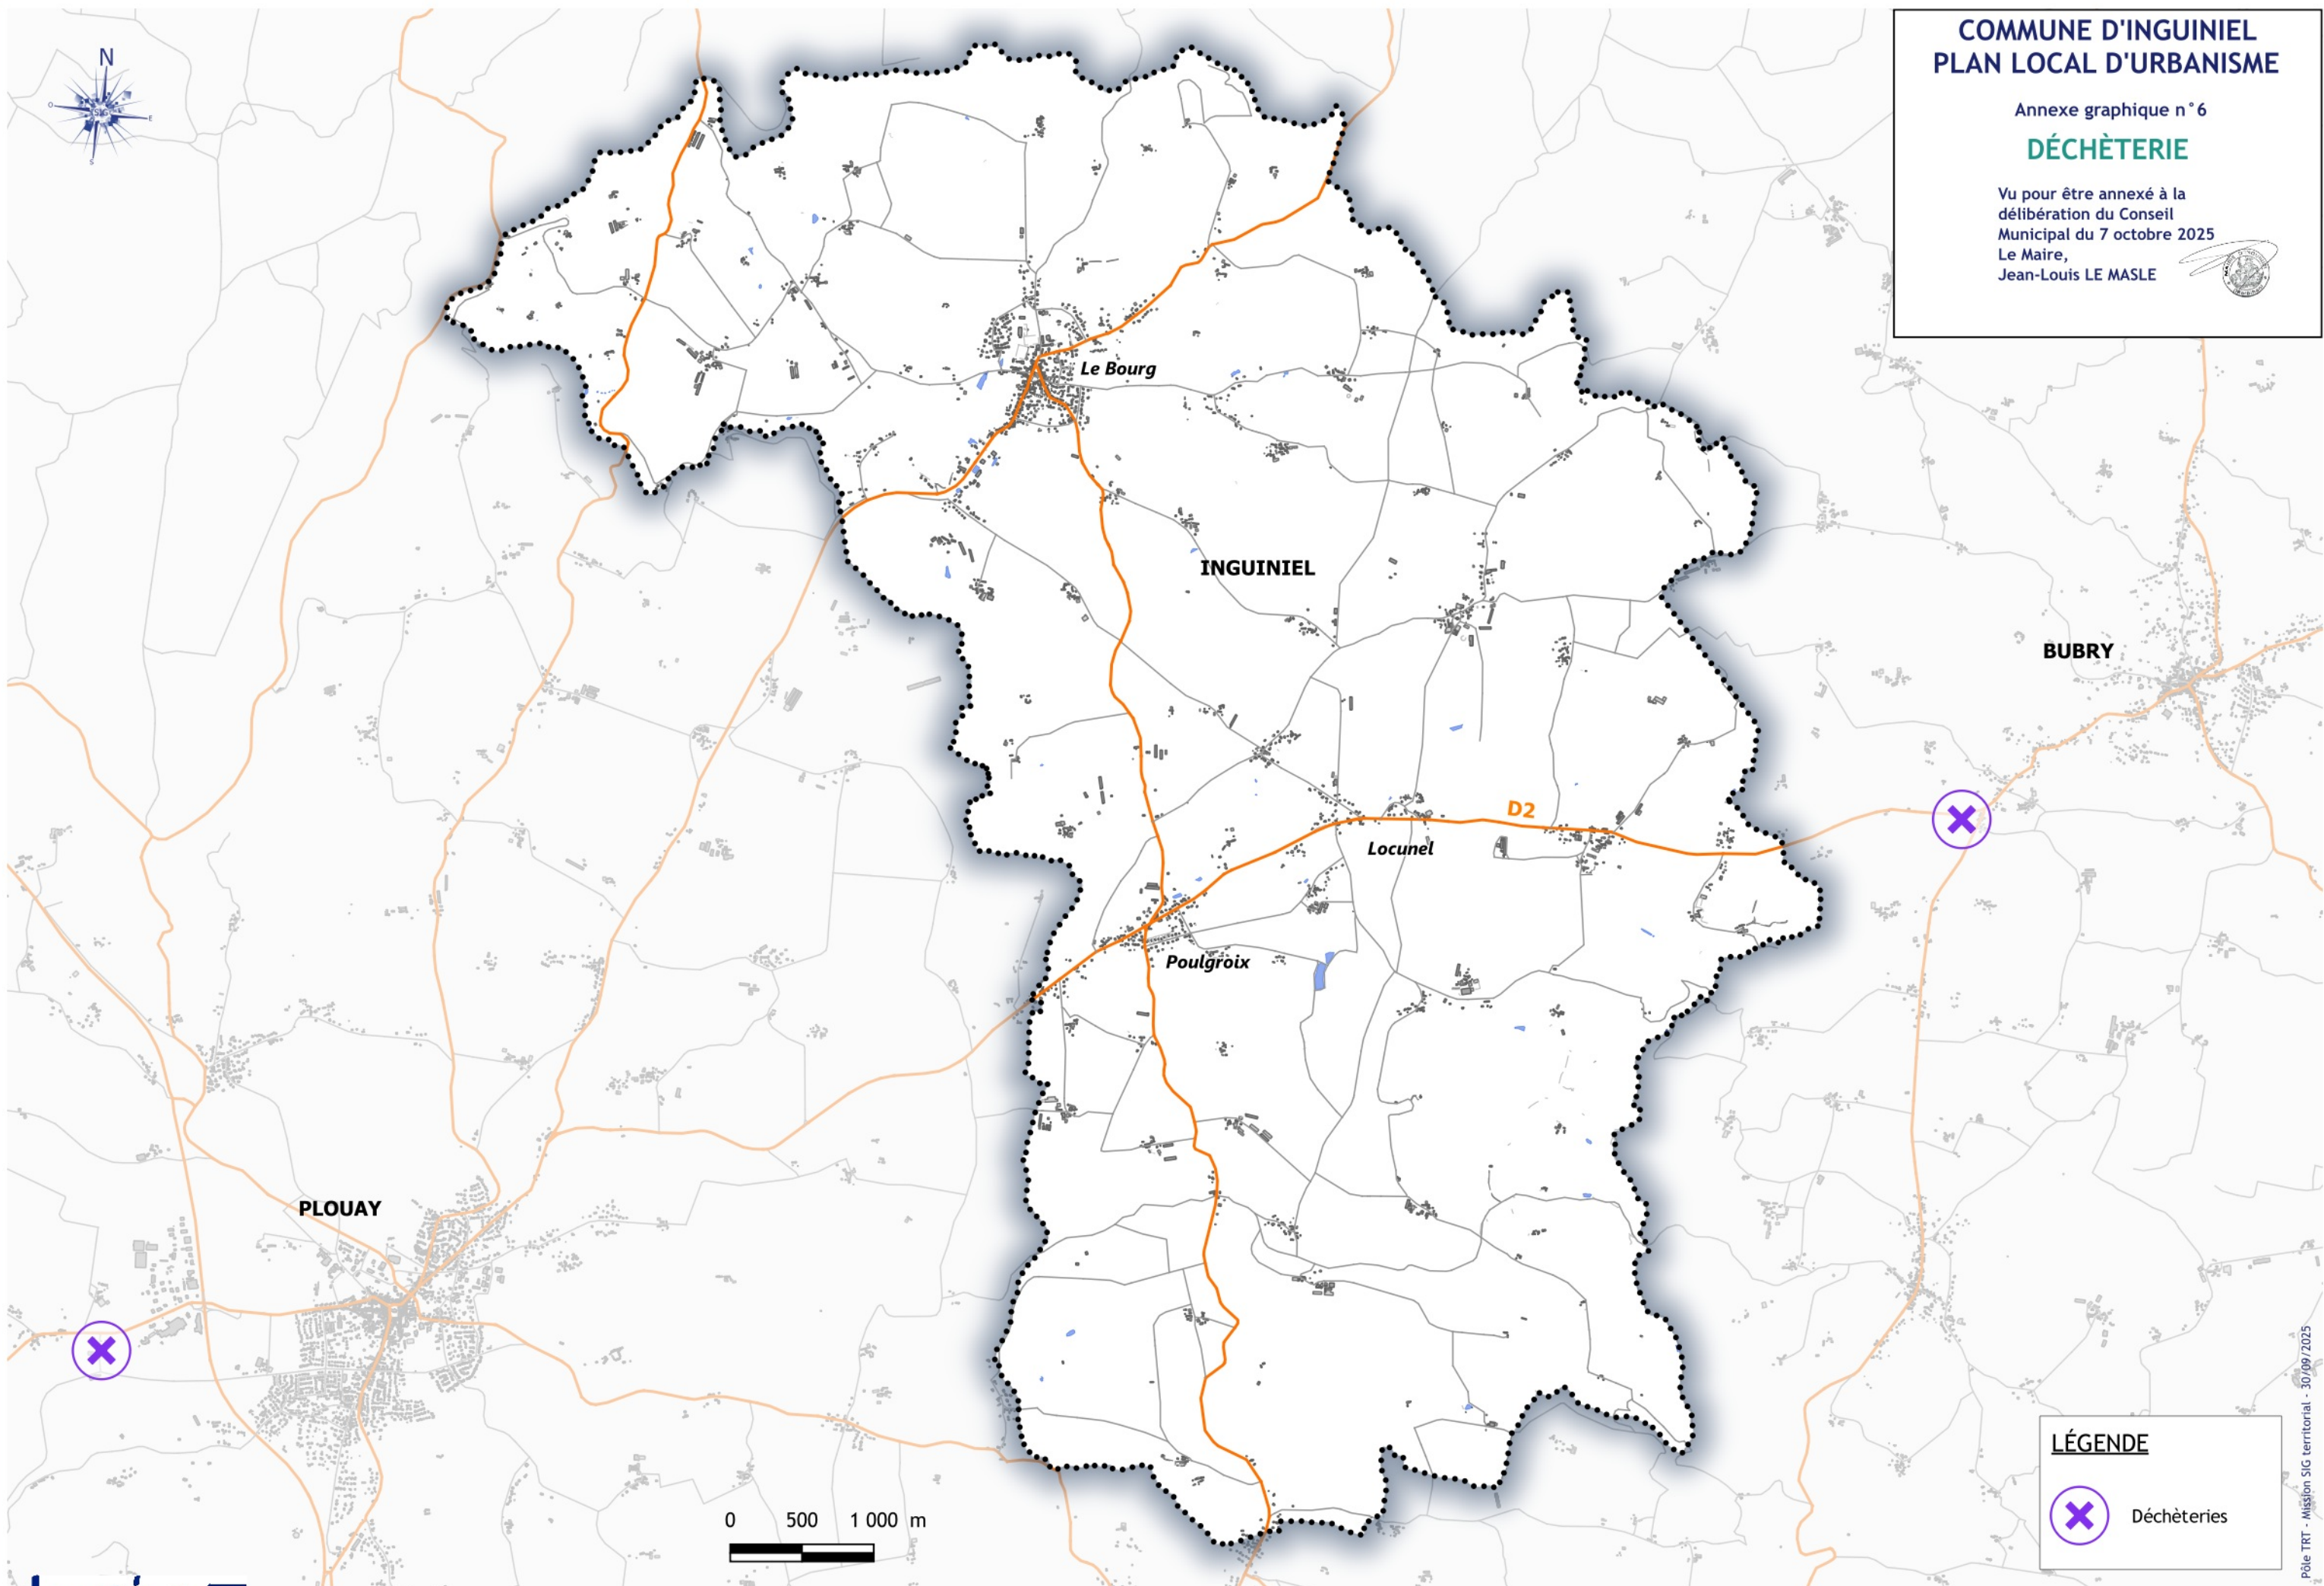 COMMUNE D'INGUINIEL
PLAN LOCAL D'URBANISME
Annexe graphique n°6
DÉCHÈTERIE
Vu pour être annexé à la
délibération du Conseil
Municipal du 7 octobre 2025
Le Maire,
Jean-Louis LE MASLE
N
O
E
S
Le Bourg
INGUINIEL
BUBRY
D2
Locunel
Poulgroix
PLOUAY
0 500 1 000 m
LÉGENDE
Déchèteries
Pôle TRT - Mission SIG territorial - 30/09/2025